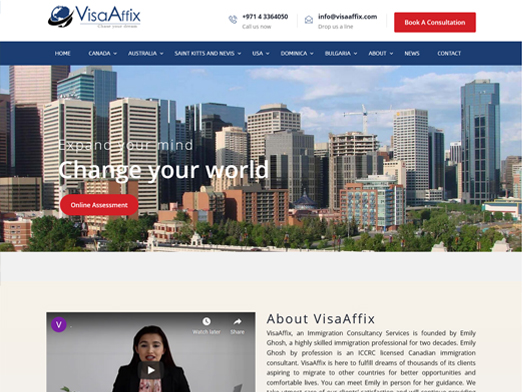 VisaAffix
+971 4 3364050
Call us now
info@visaaffix.com
Drop us a line
Book A Consultation
HOME CANADA AUSTRALIA SAINT KITTS AND NEVIS USA DOMINICA BULGARIA ABOUT NEWS CONTACT
Expand your mind
Change your world
Online Assessment
V
Watch later
Share
About VisaAffix
VisaAffix, an Immigration Consultancy Services is founded by Emily
Ghosh, a highly skilled immigration professional for two decades. Emily
Ghosh by profession is an ICCRC licensed Canadian immigration
consultant. VisaAffix is here to fulfill dreams of thousands of its clients
aspiring to migrate to other countries for better opportunities and
comfortable lives. You can meet Emily in person for her guidance. We